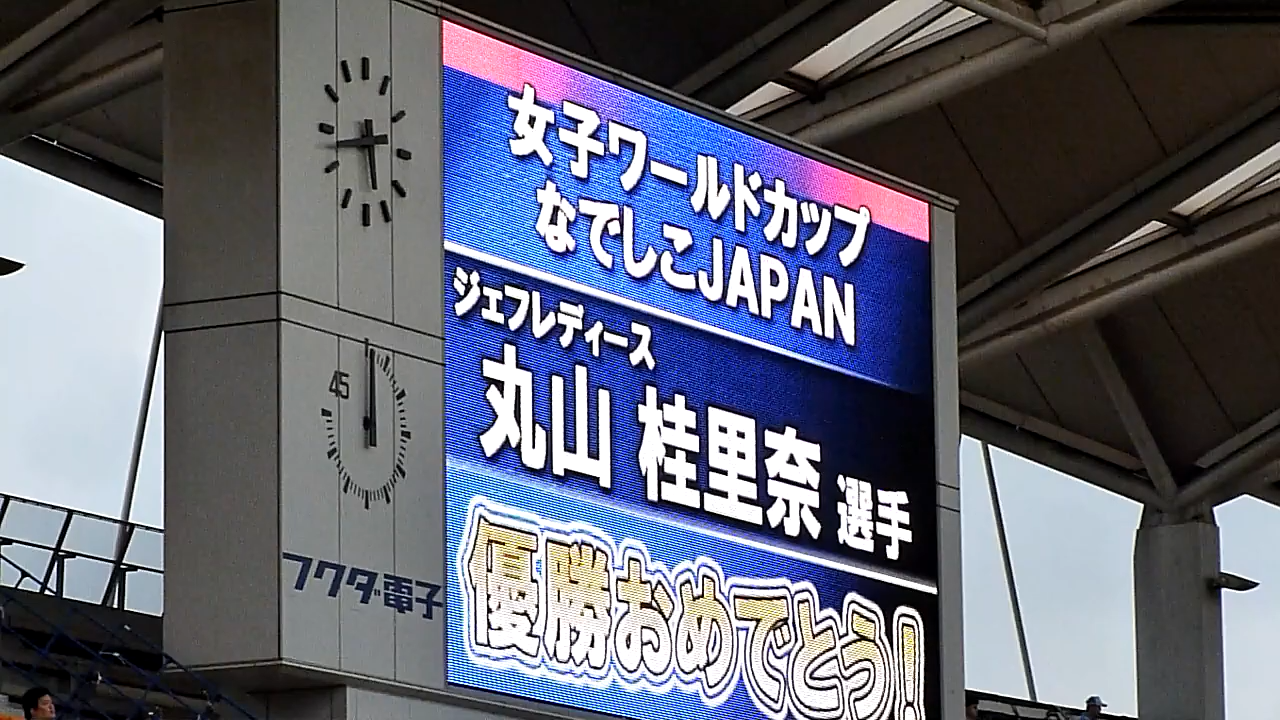 女子ワールドカップ
なでしこJAPAN
ジェフレディース
丸山 桂里奈 選手
優勝おめでとう!
45
フクダ電子